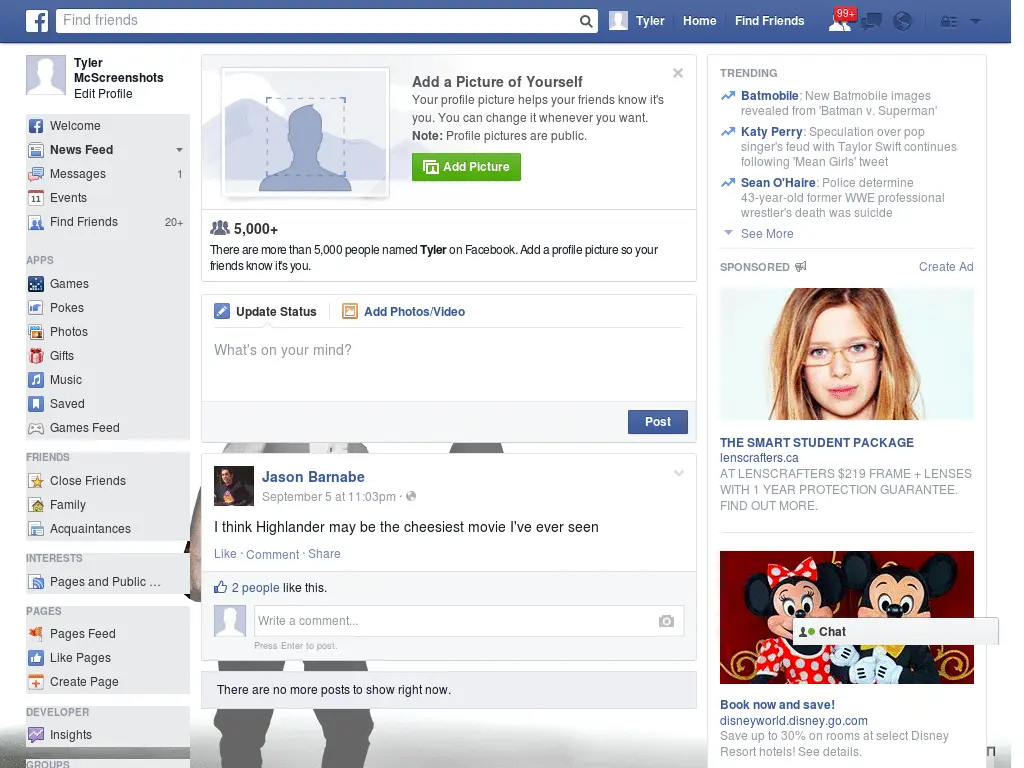 Find friends
Tyler
Home
Find Friends
99+
Tyler
McScreenshots
Edit Profile
Welcome
News Feed
Messages
1
Events
Find Friends
20+
APPS
Games
Pokes
Photos
Gifts
Music
Saved
Games Feed
FRIENDS
Close Friends
Family
Acquaintances
INTERESTS
Pages and Public ...
PAGES
Pages Feed
Like Pages
Create Page
DEVELOPER
Insights
GROUPS
Add a Picture of Yourself
Your profile picture helps your friends know it's
you. You can change it whenever you want.
Note: Profile pictures are public.
Add Picture
5,000+
There are more than 5,000 people named Tyler on Facebook. Add a profile picture so your
friends know it's you.
Update Status
Add Photos/Video
What's on your mind?
Post
Jason Barnabe
September 5 at 11:03pm ·
I think Highlander may be the cheesiest movie I've ever seen
Like · Comment · Share
2 people like this.
Write a comment...
Press Enter to post.
There are no more posts to show right now.
TRENDING
Batmobile: New Batmobile images
revealed from 'Batman v. Superman'
Katy Perry: Speculation over pop
singer's feud with Taylor Swift continues
following 'Mean Girls' tweet
Sean O'Haire: Police determine
43-year-old former WWE professional
wrestler's death was suicide
See More
SPONSORED
Create Ad
THE SMART STUDENT PACKAGE
lenscrafters.ca
AT LENSCRAFTERS $219 FRAME + LENSES
WITH 1 YEAR PROTECTION GUARANTEE.
FIND OUT MORE.
Chat
Book now and save!
disneyworld.disney.go.com
Save up to 30% on rooms at select Disney
Resort hotels! See details.